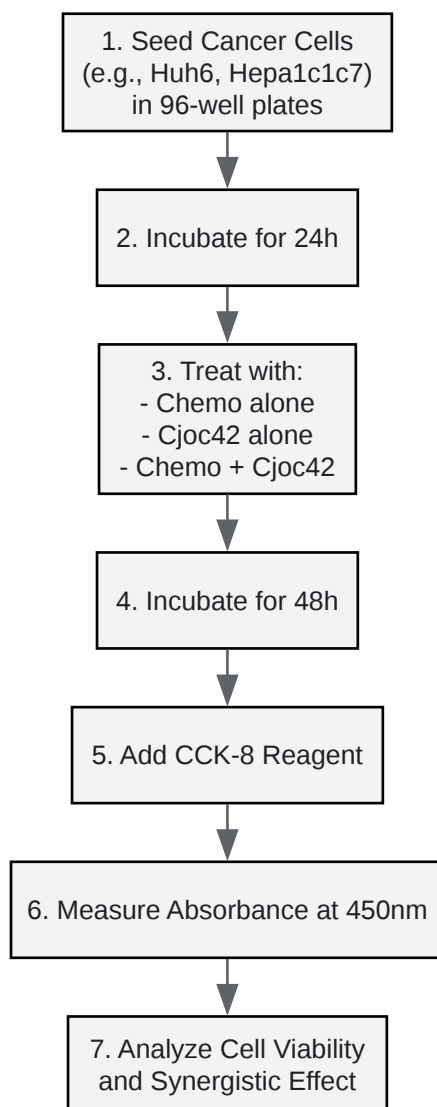 1. Seed Cancer Cells
(e.g., Huh6, Hepa1c1c7)
in 96-well plates
2. Incubate for 24h
3. Treat with:
- Chemo alone
- Cjoc42 alone
- Chemo + Cjoc42
4. Incubate for 48h
5. Add CCK-8 Reagent
6. Measure Absorbance at 450nm
7. Analyze Cell Viability
and Synergistic Effect